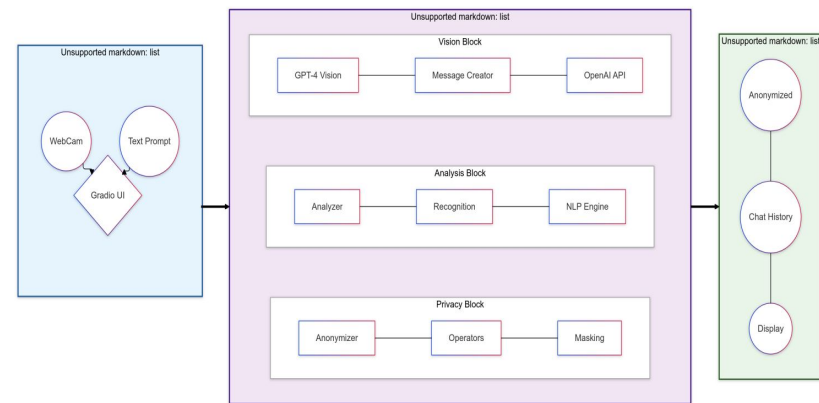 Unsupported markdown: list
WebCam
Text Prompt
Gradio UI
Unsupported markdown: list
Vision Block
GPT-4 Vision
Message Creator
OpenAI API
Analysis Block
Analyzer
Recognition
NLP Engine
Privacy Block
Anonymizer
Operators
Masking
Unsupported markdown: list
Anonymized
Chat History
Display